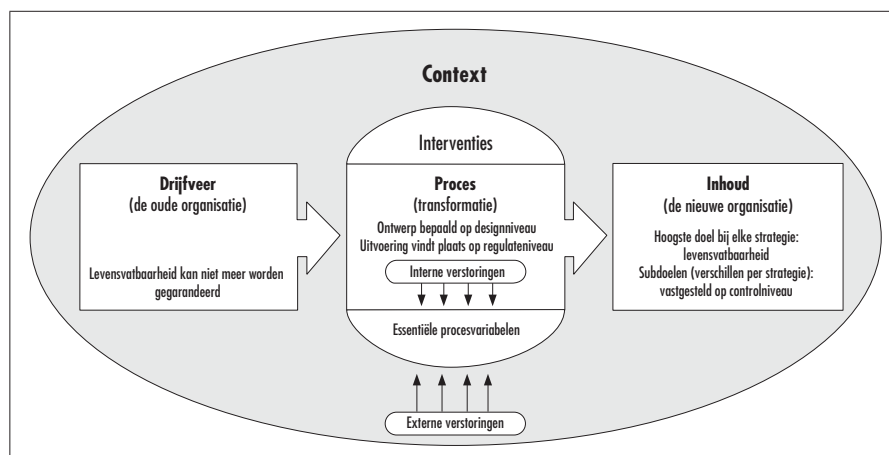 Context
Interventies
Drijfveer
(de oude organisatie)
Levensvatbaarheid kan niet meer worden
gegarandeerd
Proces
(transformatie)
Ontwerp bepaald op designniveau
Uitvoering vindt plaats op regulateniveau
Interne verstoringen
Essentiële procesvariabelen
Externe verstoringen
Inhoud
(de nieuwe organisatie)
Hoogste doel bij elke strategie:
levensvatbaarheid
Subdoelen (verschillen per strategie):
vastgesteld op controlniveau